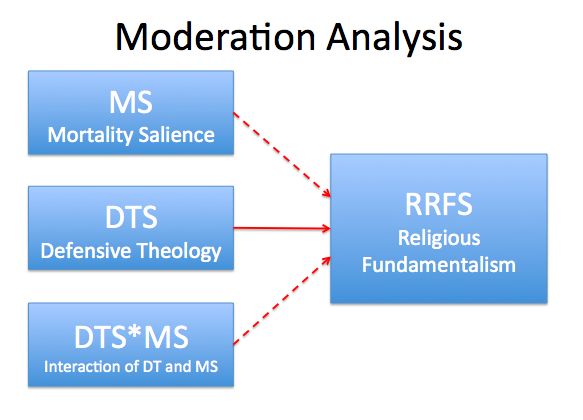 Moderation Analysis
MS
Mortality Salience
DTS
Defensive Theology
DTS*MS
Interaction of DT and MS
RRFS
Religious
Fundamentalism